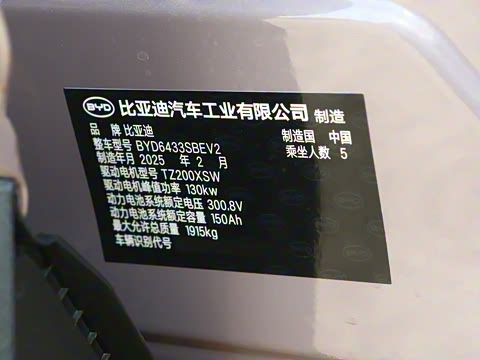 BYD 比亚迪汽车工业有限公司 制造
品 牌 比亚迪 制造国 中国
整车型号 BYD6433SBEV2 乘坐人数 5
制造年月 2025 年 2 月
驱动电机型号 TZ200XSW
驱动电机峰值功率 130kw
动力电池系统额定电压 300.8V
动力电池系统额定容量 150Ah
最大允许总质量 1915kg
车辆识别代号